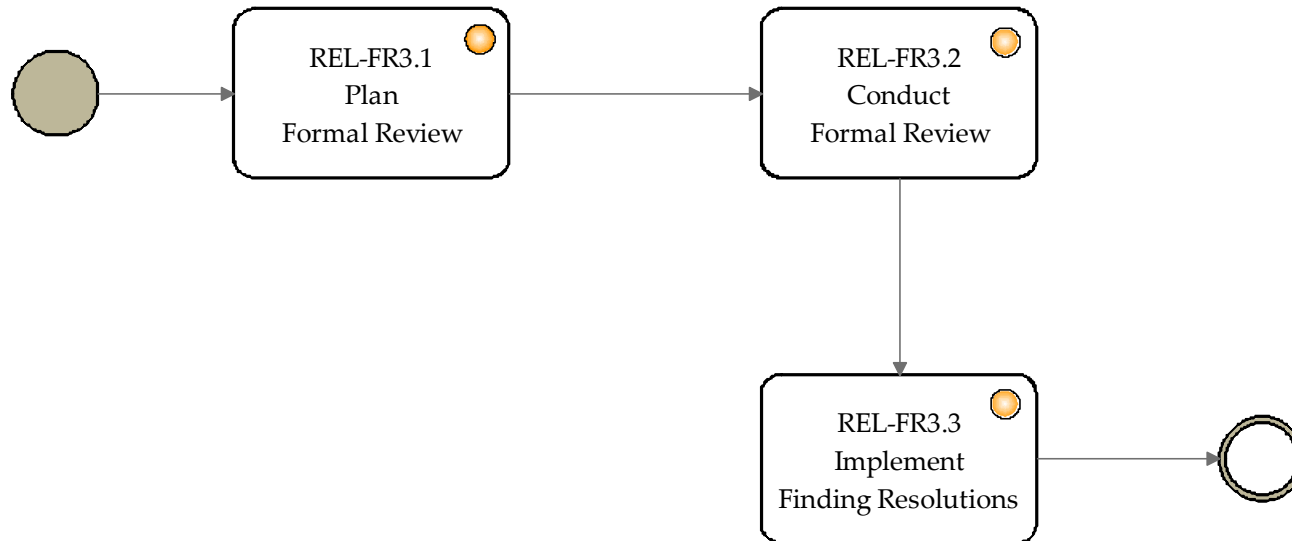 REL-FR3.1
Plan
Formal Review
REL-FR3.2
Conduct
Formal Review
REL-FR3.3
Implement
Finding Resolutions